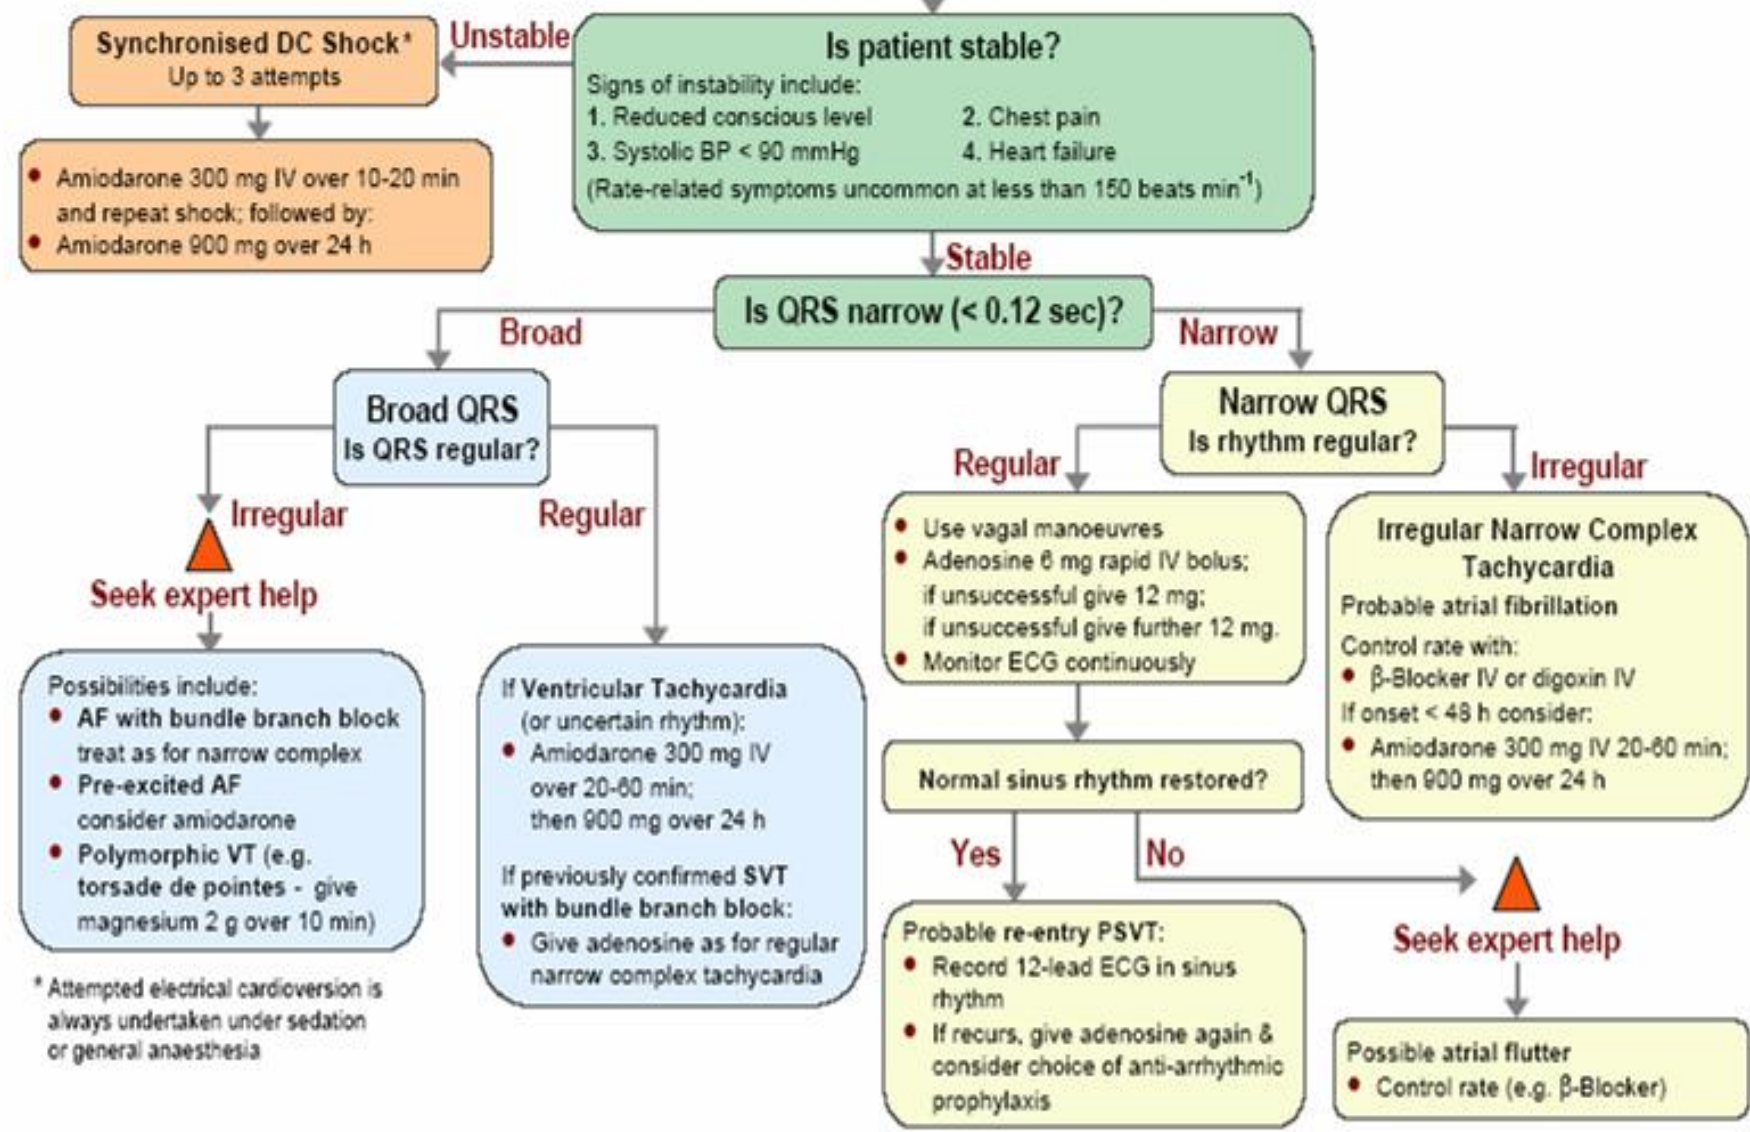 Synchronised DC Shock*
Up to 3 attempts
Unstable
Is patient stable?
Signs of instability include:
1. Reduced conscious level 2. Chest pain
3. Systolic BP < 90 mmHg 4. Heart failure
(Rate-related symptoms uncommon at less than 150 beats min⁻¹)
• Amiodarone 300 mg IV over 10-20 min
and repeat shock; followed by:
• Amiodarone 900 mg over 24 h
Stable
Is QRS narrow (< 0.12 sec)?
Broad
Narrow
Broad QRS
Is QRS regular?
Narrow QRS
Is rhythm regular?
Irregular
Regular
Regular
Irregular
Seek expert help
Possibilities include:
• AF with bundle branch block
treat as for narrow complex
• Pre-excited AF
consider amiodarone
• Polymorphic VT (e.g.
torsade de pointes - give
magnesium 2 g over 10 min)
If Ventricular Tachycardia
(or uncertain rhythm):
• Amiodarone 300 mg IV
over 20-60 min;
then 900 mg over 24 h
If previously confirmed SVT
with bundle branch block:
• Give adenosine as for regular
narrow complex tachycardia
• Use vagal manoeuvres
• Adenosine 6 mg rapid IV bolus;
if unsuccessful give 12 mg;
if unsuccessful give further 12 mg.
• Monitor ECG continuously
Irregular Narrow Complex
Tachycardia
Probable atrial fibrillation
Control rate with:
• β-Blocker IV or digoxin IV
If onset < 48 h consider:
• Amiodarone 300 mg IV 20-60 min;
then 900 mg over 24 h
Normal sinus rhythm restored?
Yes
No
Probable re-entry PSVT:
• Record 12-lead ECG in sinus
rhythm
• If recurs, give adenosine again &
consider choice of anti-arrhythmic
prophylaxis
Seek expert help
Possible atrial flutter
• Control rate (e.g. β-Blocker)
* Attempted electrical cardioversion is
always undertaken under sedation
or general anaesthesia